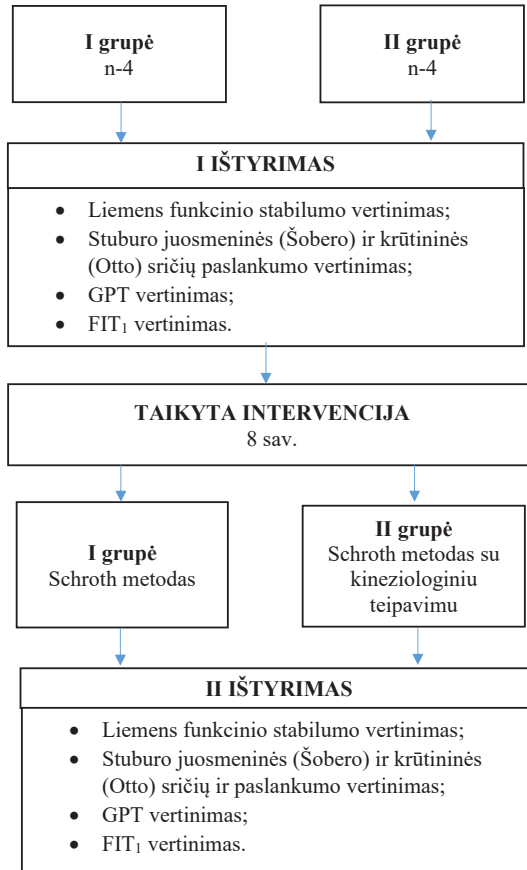 I grupė
n-4
II grupė
n-4
I IŠTYRIMAS
• Liemens funkcinio stabilumo vertinimas;
• Stuburo juosmeninės (Šobero) ir krūtininės
(Otto) sričių paslankumo vertinimas;
• GPT vertinimas;
• FIT₁ vertinimas.
TAIKYTA INTERVENCIJA
8 sav.
I grupė
Schroth metodas
II grupė
Schroth metodas su
kineziologiniu
teipavimu
II IŠTYRIMAS
• Liemens funkcinio stabilumo vertinimas;
• Stuburo juosmeninės (Šobero) ir krūtininės
(Otto) sričių ir paslankumo vertinimas;
• GPT vertinimas;
• FIT₁ vertinimas.